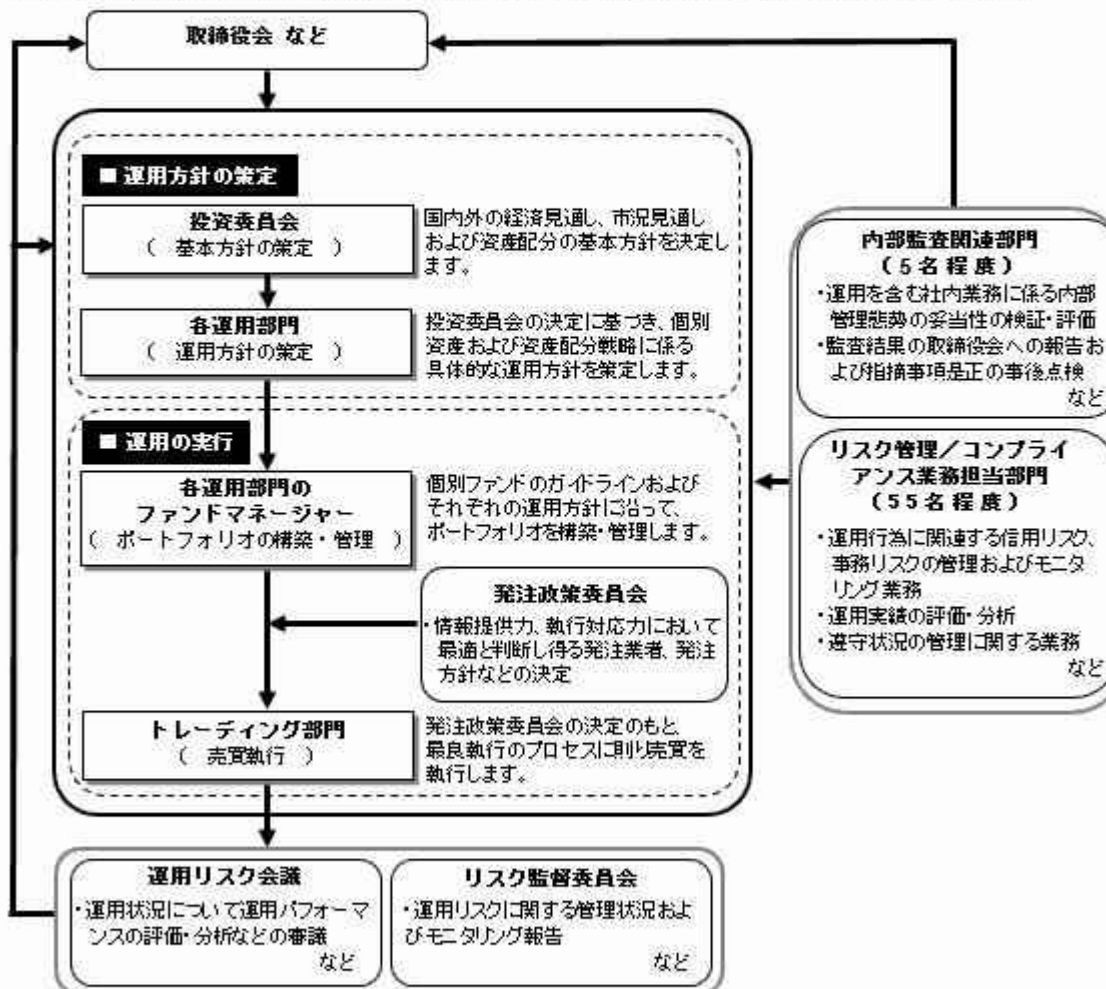 取締役会 など
■ 運用方針の策定
投資委員会
( 基本方針の策定 )
国内外の経済見通し、市況見通し
および資産配分の基本方針を決定し
ます。
各運用部門
( 運用方針の策定 )
投資委員会の決定に基づき、個別
資産および資産配分戦略に係る
具体的な運用方針を策定します。
■ 運用の実行
各運用部門の
ファンドマネージャー
( ポートフォリオの構築・管理 )
個別ファンドのガイドラインおよび
それぞれの運用方針に沿って、
ポートフォリオを構築・管理します。
発注政策委員会
・情報提供力、執行対応力において
最適と判断し得る発注業者、発注
方針などの決定
トレーディング部門
( 売買執行 )
発注政策委員会の決定のもと、
最良執行のプロセスに則り売買を
執行します。
運用リスク会議
・運用状況について運用パフォーマ
ンスの評価・分析などの審議
など
リスク監督委員会
・運用リスクに関する管理状況およ
びモニタリング報告
など
内部監査関連部門
(5名程度)
・運用を含む社内業務に係る内部
管理態勢の妥当性の検証・評価
・監査結果の取締役会への報告お
よび指摘事項是正の事後点検
など
リスク管理/コンプライ
アンス業務担当部門
(55名程度)
・運用行為に関連する信用リスク、
事務リスクの管理およびモニタ
リング業務
・運用実績の評価・分析
・遵守状況の管理に関する業務
など